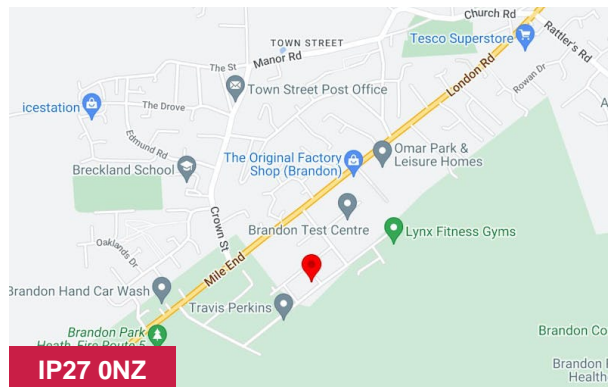 Church Rd
Rattler's Rd
Tesco Superstore
TOWN STREET
Manor Rd
The St
London Rd
Rowan Dr
Town Street Post Office
icestation
The Drove
Edmund Rd
Omar Park &
Leisure Homes
The Original Factory
Shop (Brandon)
Breckland School
Crown St
Brandon Test Centre
Lynx Fitness Gyms
Oaklands Dr
Mile End
Brandon Hand Car Wash
Travis Perkins
Brandon Park
Heath, Fire Route 5
Brandon Co
Brandon
Health
IP27 0NZ